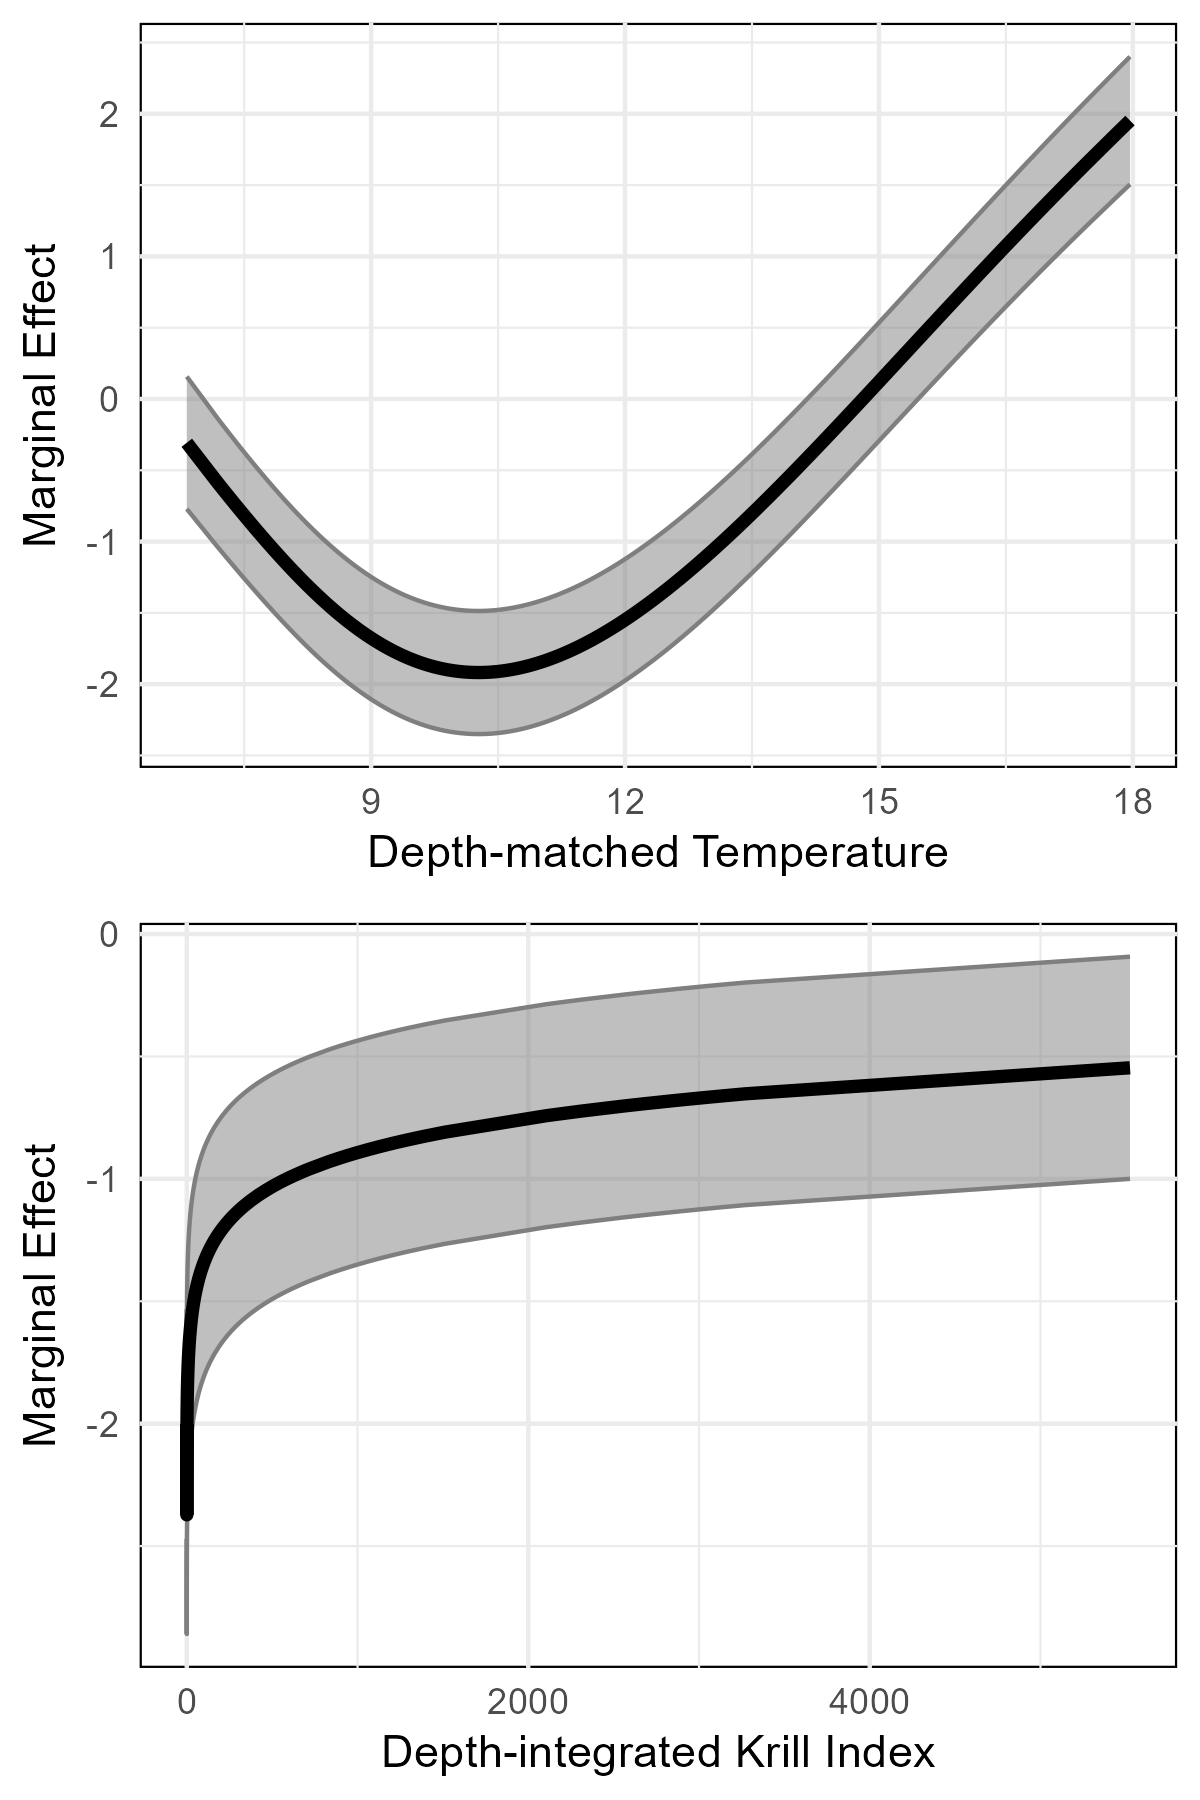 Marginal Effect
2
1
0
-1
-2
9 12 15 18
Depth-matched Temperature
Marginal Effect
0
-1
-2
0 2000 4000
Depth-integrated Krill Index